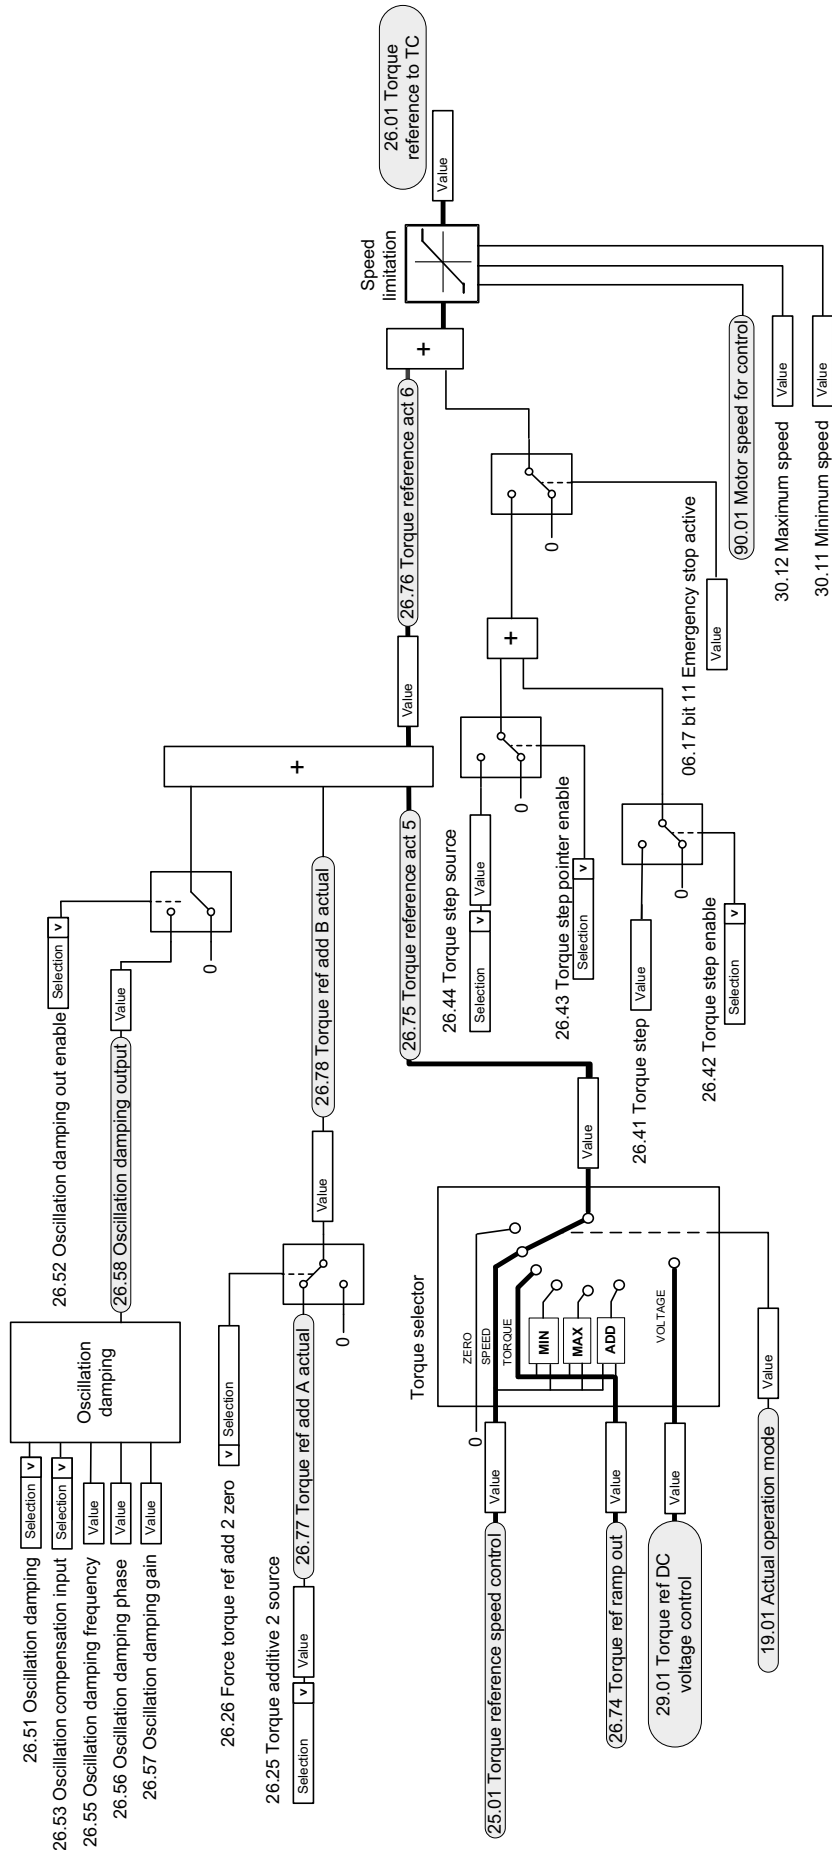 26.51 Oscillation damping
Selection
v
26.53 Oscillation compensation input
Selection
v
26.55 Oscillation damping frequency
Value
26.56 Oscillation damping phase
Value
26.57 Oscillation damping gain
Value
Oscillation
damping
26.52 Oscillation damping out enable
Selection
v
26.58 Oscillation damping output
Value
0
26.26 Force torque ref add 2 zero
v
Selection
26.25 Torque additive 2 source
Selection
v
Value
26.77 Torque ref add A actual
0
Value
26.78 Torque ref add B actual
+
Torque selector
25.01 Torque reference speed control
Value
0
ZERO
SPEED
TORQUE
MIN
MAX
ADD
VOLTAGE
26.74 Torque ref ramp out
Value
29.01 Torque ref DC
voltage control
Value
19.01 Actual operation mode
Value
Value
26.75 Torque reference act 5
Value
26.76 Torque reference act 6
26.44 Torque step source
Selection
v
Value
0
26.43 Torque step pointer enable
Selection
v
26.41 Torque step
Value
0
26.42 Torque step enable
Selection
v
+
0
06.17 bit 11 Emergency stop active
Value
+
Speed
limitation
90.01 Motor speed for control
30.12 Maximum speed
Value
30.11 Minimum speed
Value
26.01 Torque
reference to TC
Value